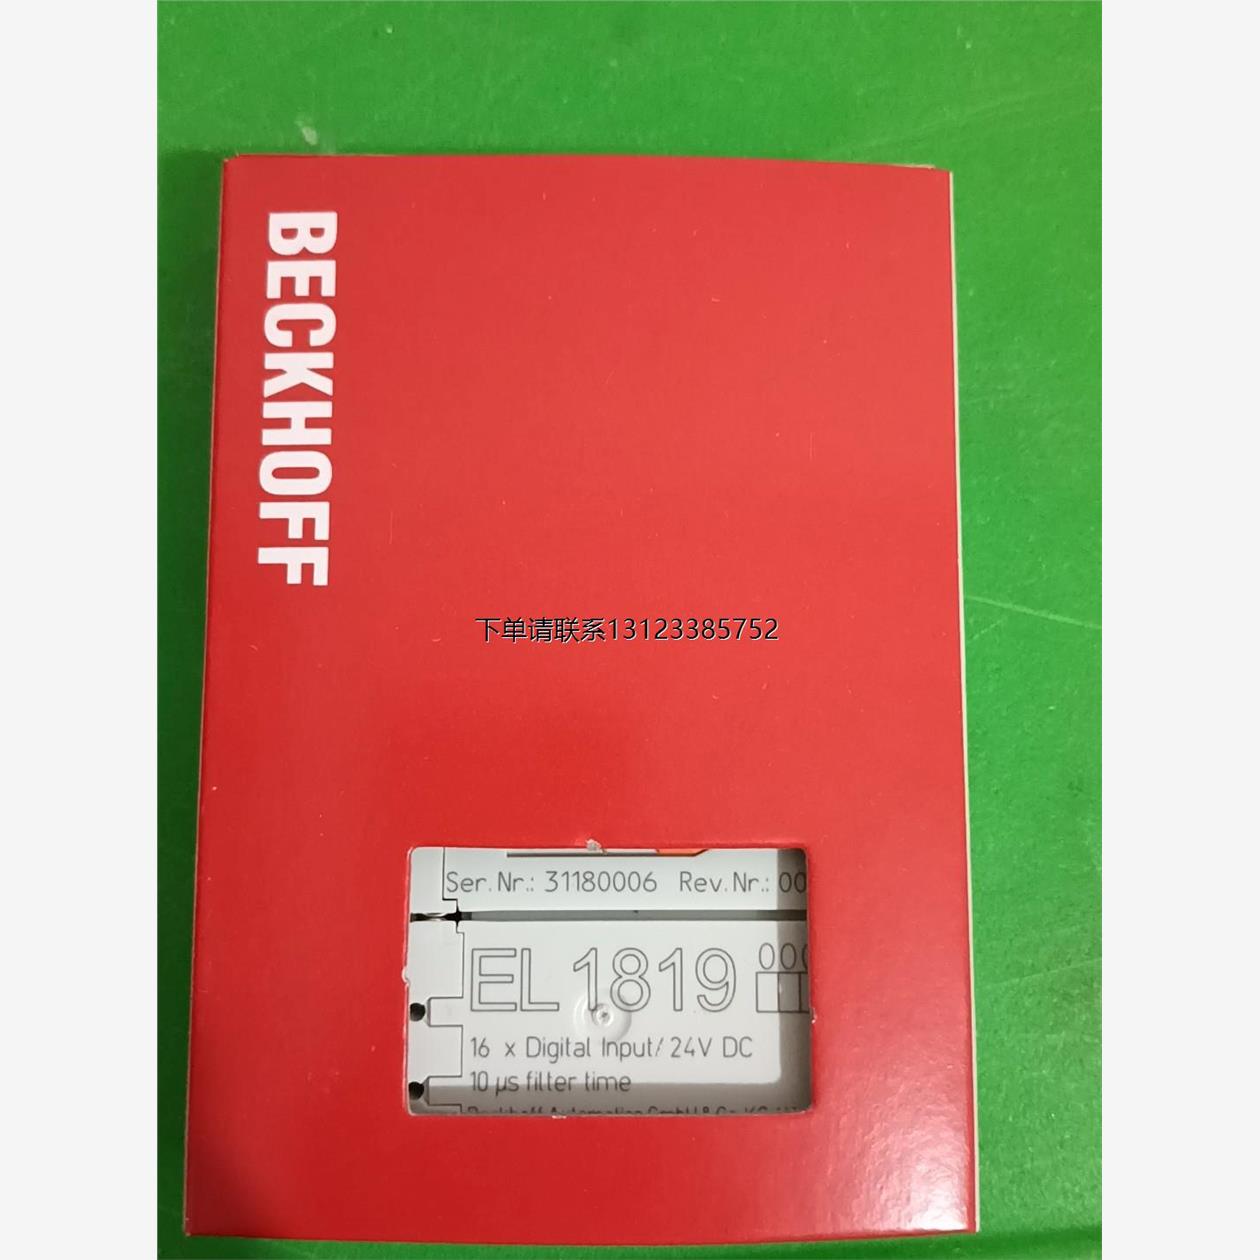 BECKHOFF
下单请联系13123385752
Ser.Nr.: 31180006 Rev.Nr.: 00
EL 1819
16 x Digital Input/ 24V DC
10 µs filter time